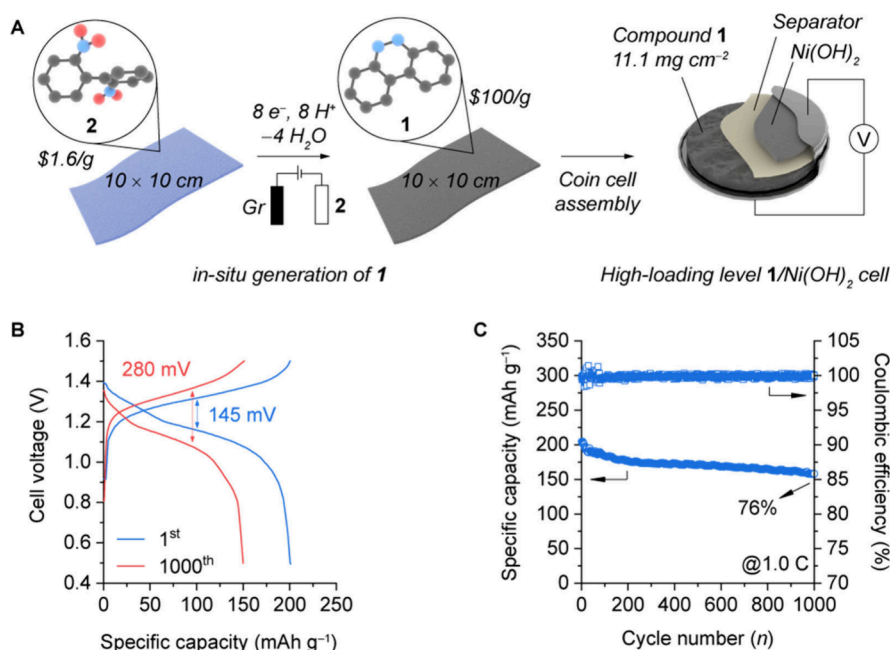 A
2
$1.6/g
10 × 10 cm
8 e⁻, 8 H⁺
−4 H₂O
Gr
2
1
$100/g
10 × 10 cm
in-situ generation of 1
Coin cell
assembly
Compound 1
11.1 mg cm⁻²
Separator
Ni(OH)₂
V
High-loading level 1/Ni(OH)₂ cell
B
280 mV
145 mV
1ˢᵗ
1000ᵗʰ
Cell voltage (V)
1.6
1.4
1.2
1.0
0.8
0.6
0.4
0 50 100 150 200 250
Specific capacity (mAh g⁻¹)
C
Specific capacity (mAh g⁻¹)
350
300
250
200
150
100
50
0
76%
@1.0 C
105
100
95
90
85
80
75
70
Coulombic efficiency
(%)
0 200 400 600 800 1000
Cycle number (n)